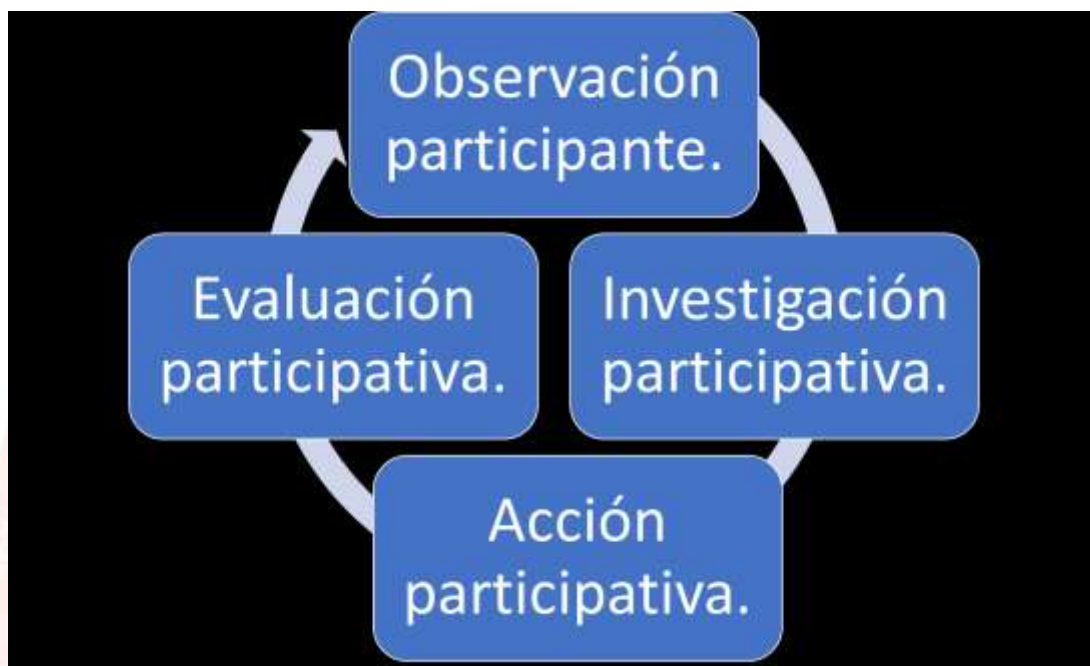 Observación
participante.
Investigación
participativa.
Acción
participativa.
Evaluación
participativa.